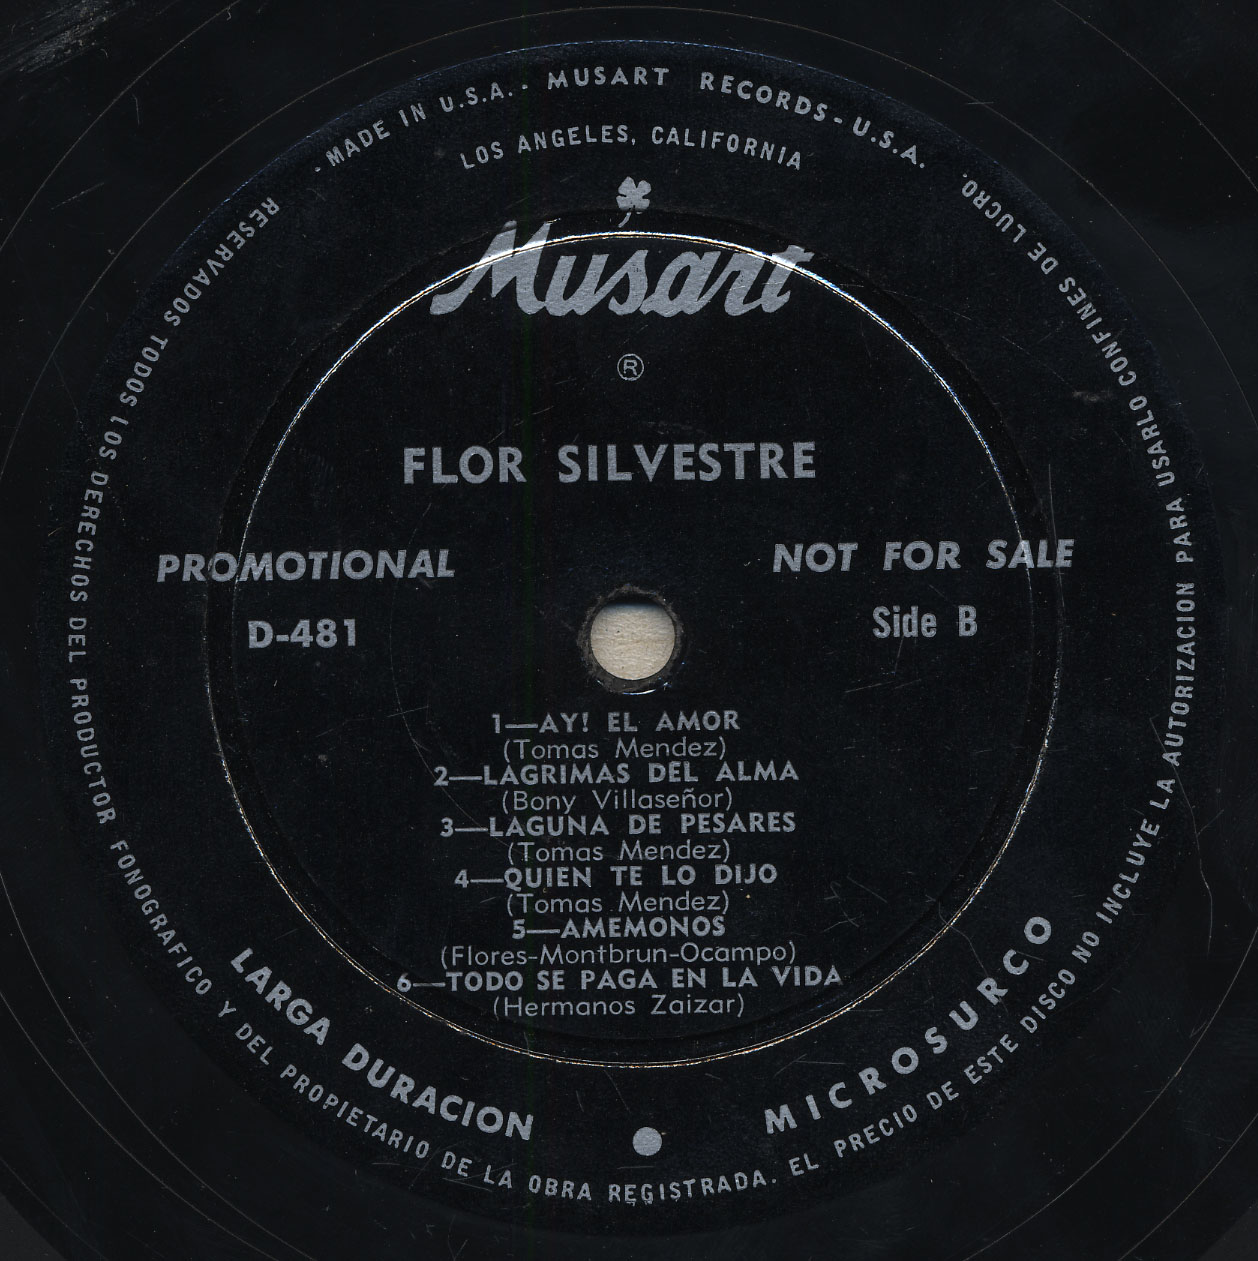 - MADE IN U.S.A. - MUSART RECORDS - U.S.A.
LOS ANGELES, CALIFORNIA
Musart
®
FLOR SILVESTRE
PROMOTIONAL
NOT FOR SALE
D-481
Side B
1—AY! EL AMOR
(Tomas Mendez)
2—LAGRIMAS DEL ALMA
(Bony Villaseñor)
3—LAGUNA DE PESARES
(Tomas Mendez)
4—QUIEN TE LO DIJO
(Tomas Mendez)
5—AMEMONOS
(Flores-Montbrun-Ocampo)
6—TODO SE PAGA EN LA VIDA
(Hermanos Zaizar)
LARGA DURACION
MICROSURCO
RESERVADOS TODOS LOS DERECHOS DEL PRODUCTOR FONOGRAFICO Y DEL PROPIETARIO DE LA OBRA REGISTRADA. EL PRECIO DE ESTE DISCO NO INCLUYE LA AUTORIZACION PARA USARLO CONFINES DE LUCRO.